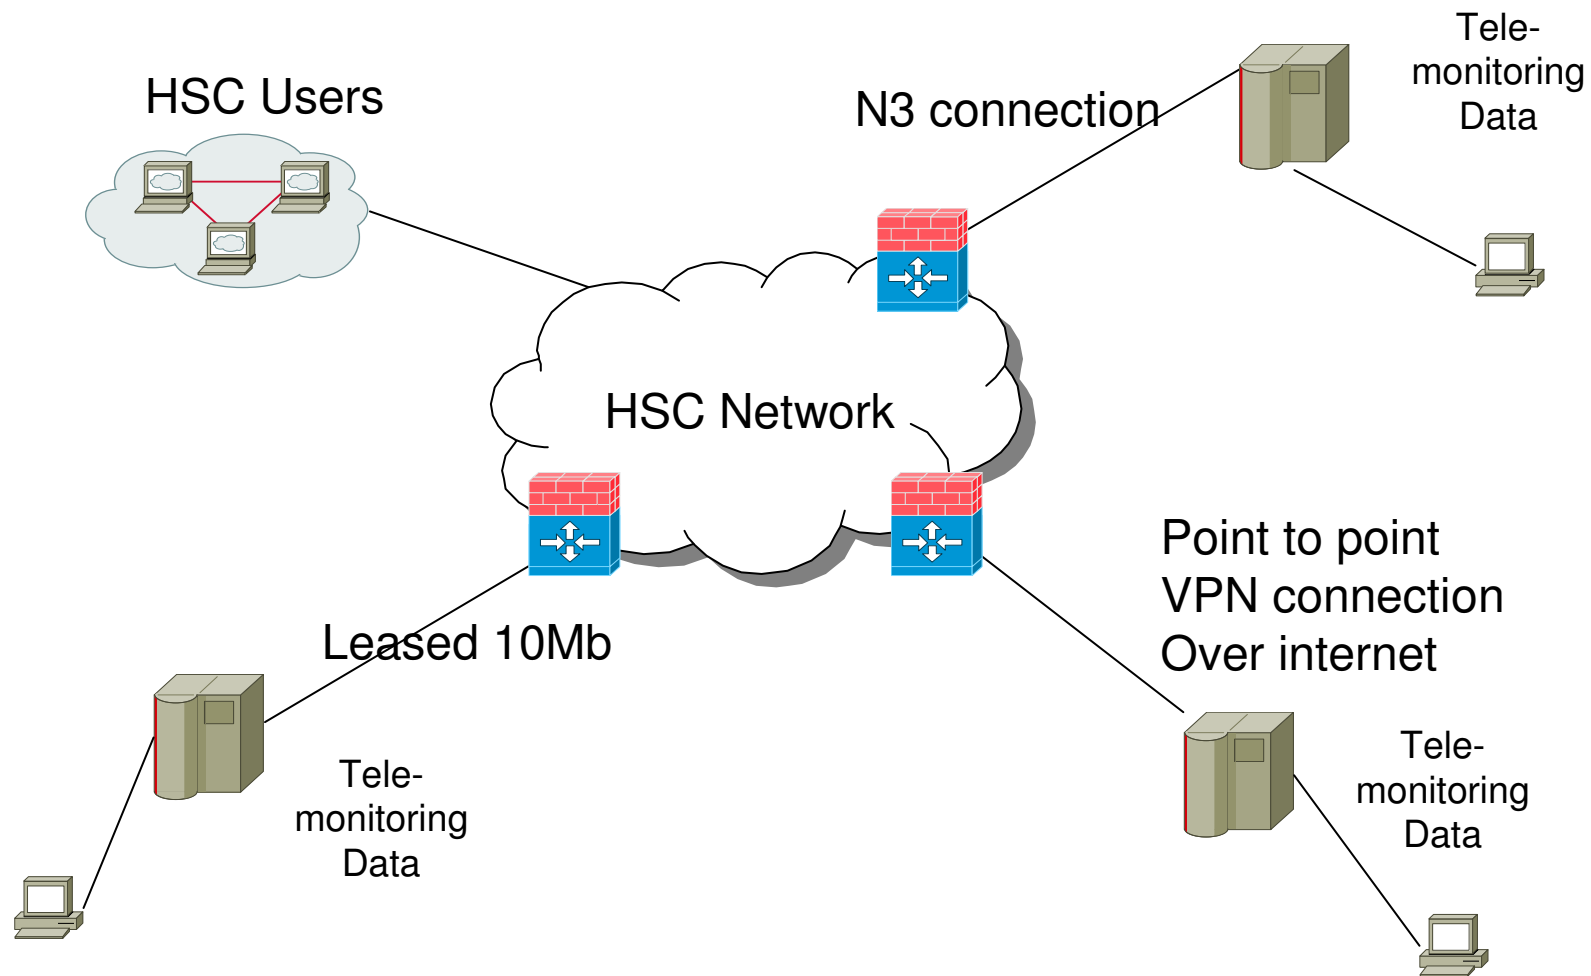 HSC Users
N3 connection
Tele-
monitoring
Data
HSC Network
Leased 10Mb
Tele-
monitoring
Data
Point to point
VPN connection
Over internet
Tele-
monitoring
Data